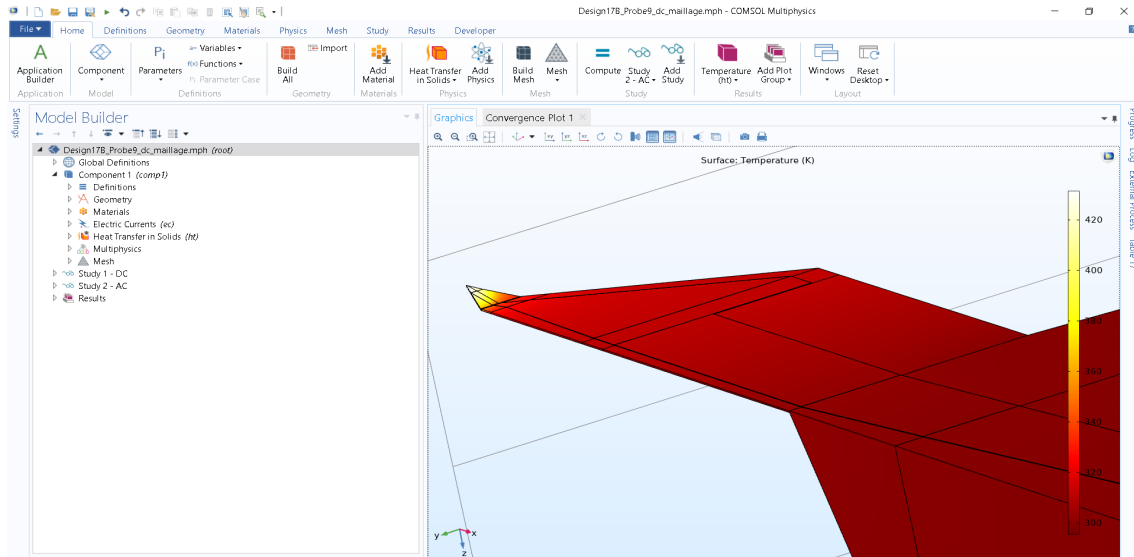 Design17B_Probe9_dc_maillage.mph - COMSOL Multiphysics
File Home Definitions Geometry Materials Physics Mesh Study Results Developer
Application Builder
Component
Pi Parameters
a= Variables
f(x) Functions
Pi Parameter Case
Build All
Import
Add Material
Heat Transfer in Solids
Add Physics
Build Mesh
Mesh
Compute
Study 2 - AC
Add Study
Temperature (ht)
Add Plot Group
Windows
Reset Desktop
Application Model Definitions Geometry Materials Physics Mesh Study Results Layout
Settings
Model Builder
Design17B_Probe9_dc_maillage.mph (root)
Global Definitions
Component 1 (comp1)
Definitions
Geometry
Materials
Electric Currents (ec)
Heat Transfer in Solids (ht)
Multiphysics
Mesh
Study 1 - DC
Study 2 - AC
Results
Graphics Convergence Plot 1
Surface: Temperature (K)
420
400
380
360
340
320
300
y x
z
Progress Log External Process